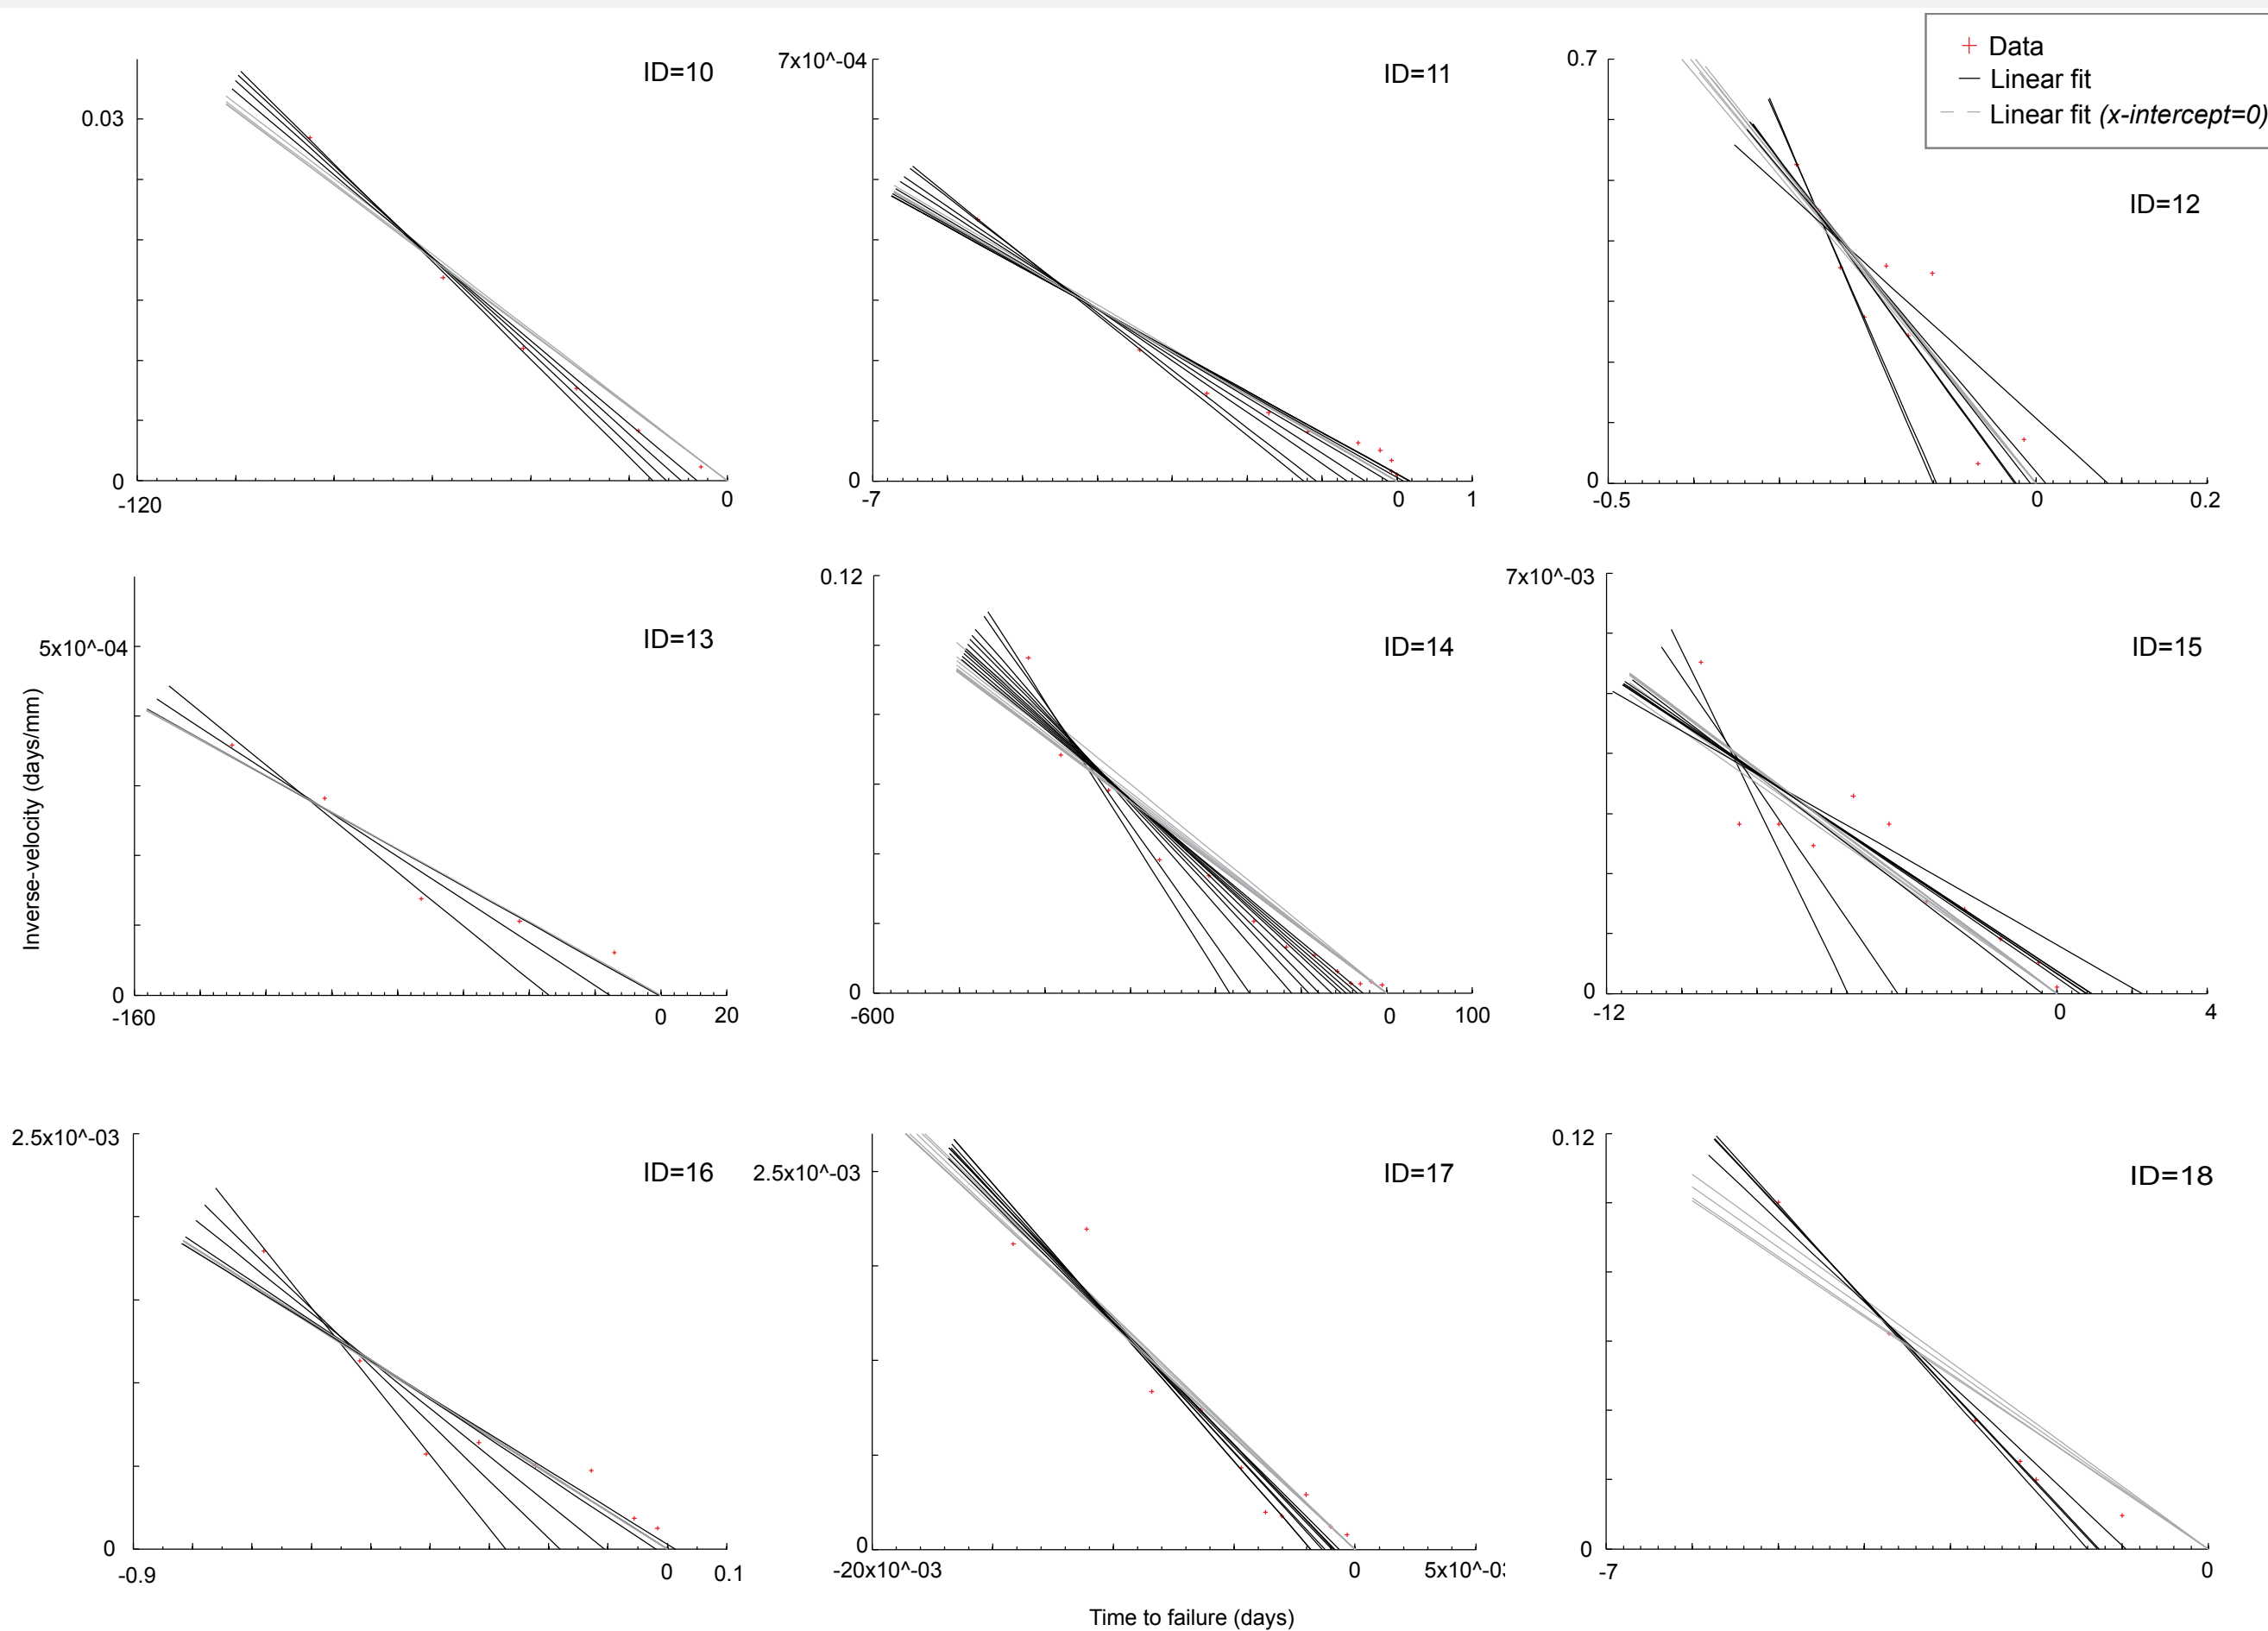 Data
Linear fit
Linear fit (x-intercept=0)
ID=10
0.03
0
-120
0
ID=11
7x10^-04
0
-7
0
1
ID=12
0.7
0
-0.5
0
0.2
Inverse-velocity (days/mm)
ID=13
5x10^-04
0
-160
0
20
ID=14
0.12
0
-600
0
100
ID=15
7x10^-03
0
-12
0
4
ID=16
2.5x10^-03
0
-0.9
0
0.1
ID=17
2.5x10^-03
0
-20x10^-03
0
5x10^-0
ID=18
0.12
0
-7
0
Time to failure (days)